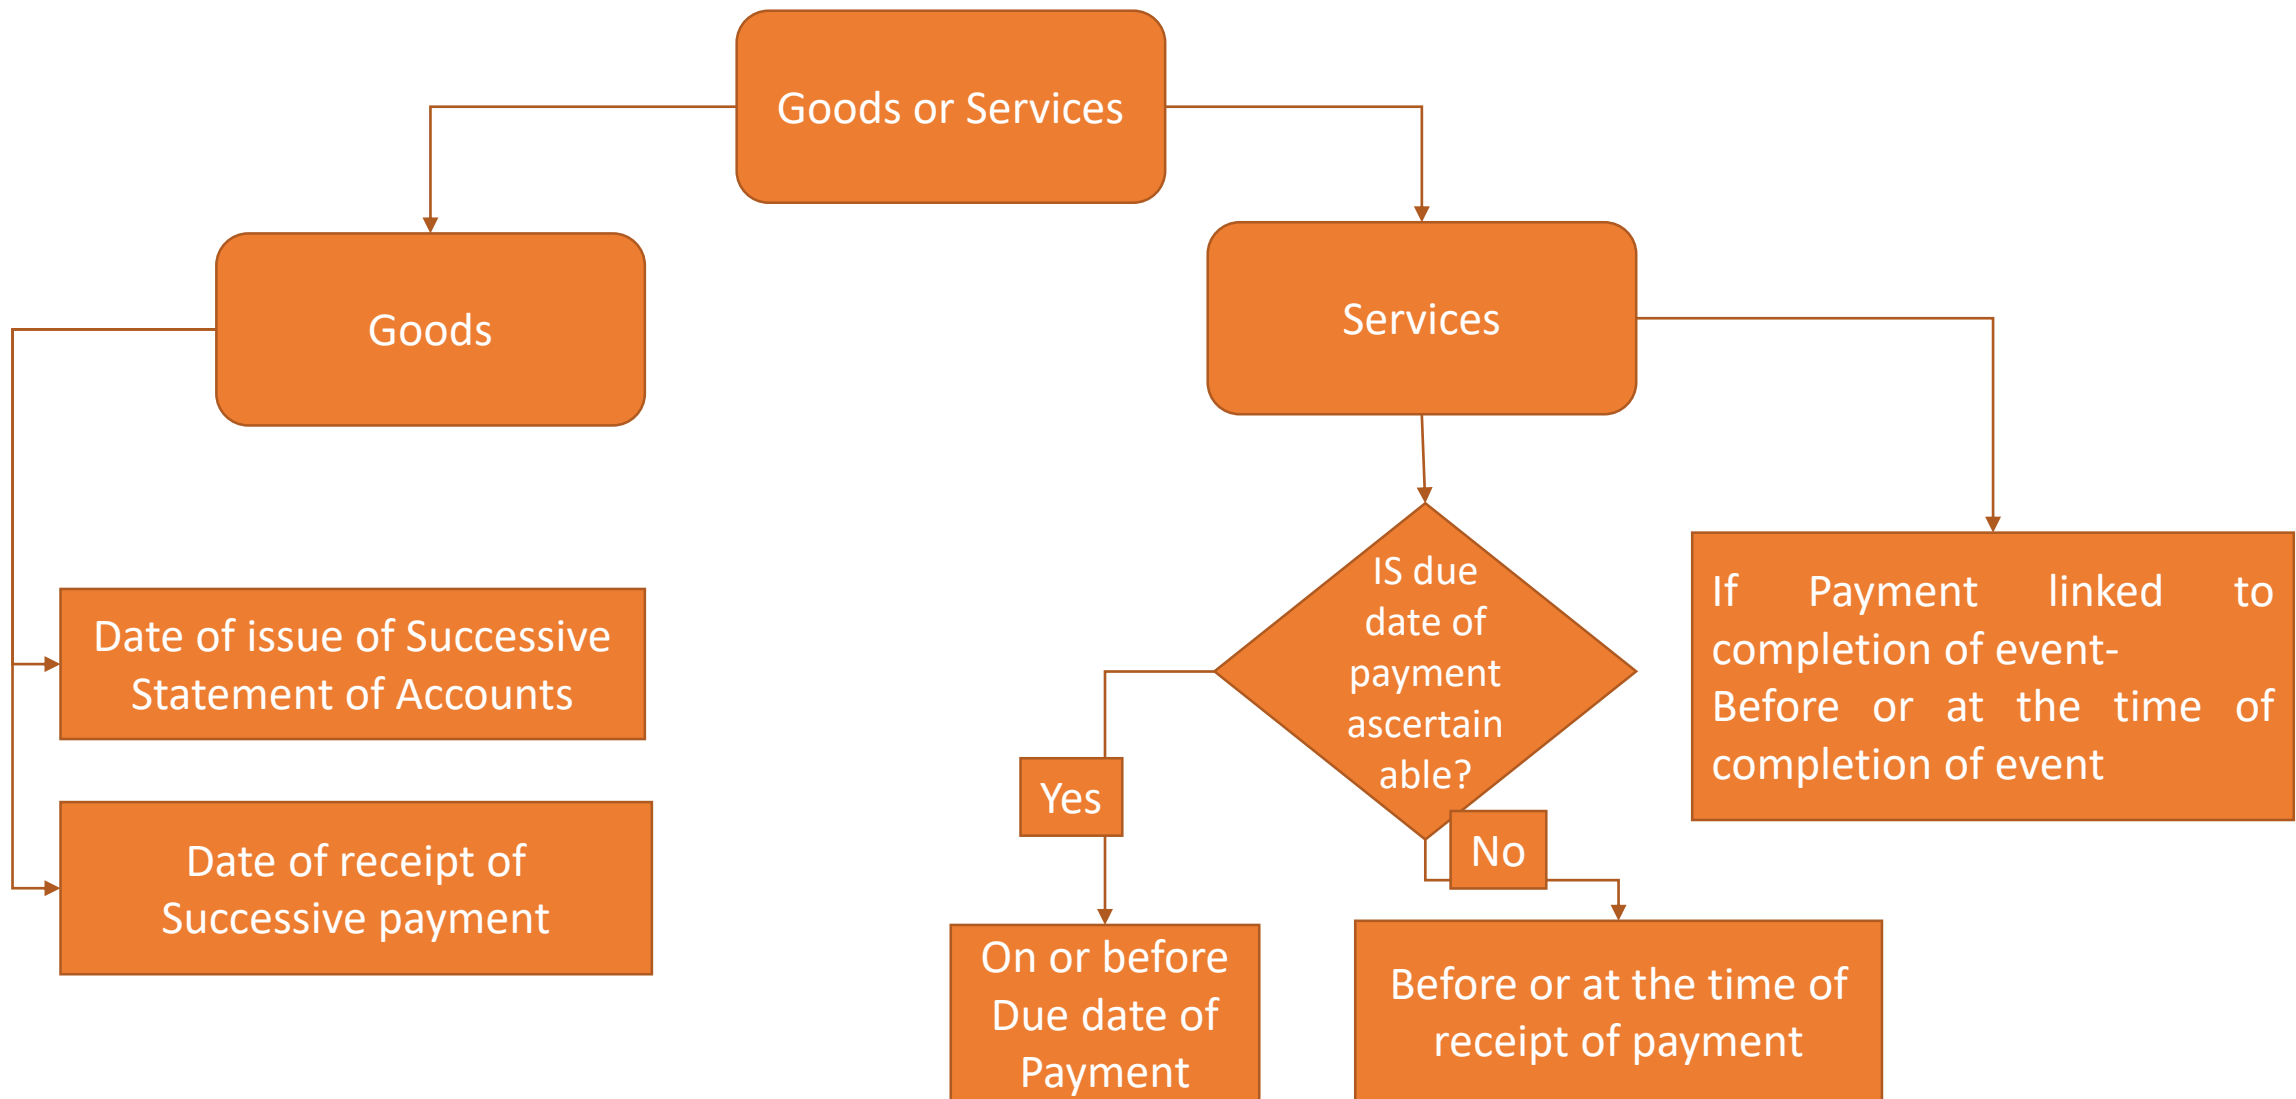 Goods or Services
Goods
Services
Date of issue of Successive
Statement of Accounts
Date of receipt of
Successive payment
IS due
date of
payment
ascertain
able?
Yes
No
On or before
Due date of
Payment
Before or at the time of
receipt of payment
If Payment linked to
completion of event-
Before or at the time of
completion of event